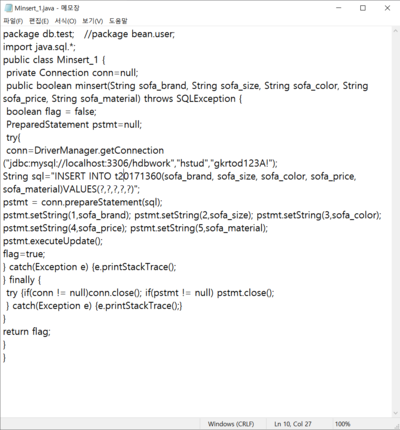 Minsert_1.java - 메모장
파일(F) 편집(E) 서식(O) 보기(V) 도움말
package db.test;   //package bean.user;
import java.sql.*;
public class Minsert_1 {
 private Connection conn=null;
 public boolean minsert(String sofa_brand, String sofa_size, String sofa_color, String
sofa_price, String sofa_material) throws SQLException {
 boolean flag = false;
 PreparedStatement pstmt=null;
 try{
 conn=DriverManager.getConnection
("jdbc:mysql://localhost:3306/hdbwork","hstud","gkrtod123A!");
String sql="INSERT INTO t20171360(sofa_brand, sofa_size, sofa_color, sofa_price,
sofa_material)VALUES(?,?,?,?,?)";
pstmt = conn.prepareStatement(sql);
pstmt.setString(1,sofa_brand); pstmt.setString(2,sofa_size); pstmt.setString(3,sofa_color);
pstmt.setString(4,sofa_price); pstmt.setString(5,sofa_material);
pstmt.executeUpdate();
flag=true;
} catch(Exception e) {e.printStackTrace();
} finally {
 try {if(conn != null)conn.close(); if(pstmt != null) pstmt.close();
 } catch(Exception e) {e.printStackTrace();}
}
return flag;
}
}
Windows (CRLF) Ln 10, Col 27 100%